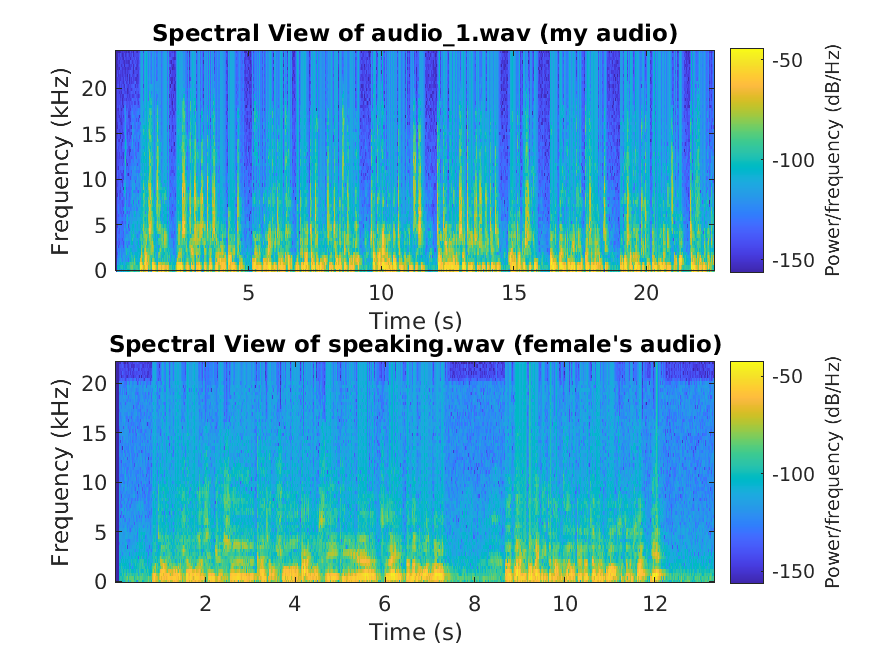 Spectral View of audio_1.wav (my audio)
Frequency (kHz)
20
15
10
5
0
5 10 15 20
Time (s)
-50
-100
-150
Power/frequency (dB/Hz)
Spectral View of speaking.wav (female's audio)
Frequency (kHz)
20
15
10
5
0
2 4 6 8 10 12
Time (s)
-50
-100
-150
Power/frequency (dB/Hz)